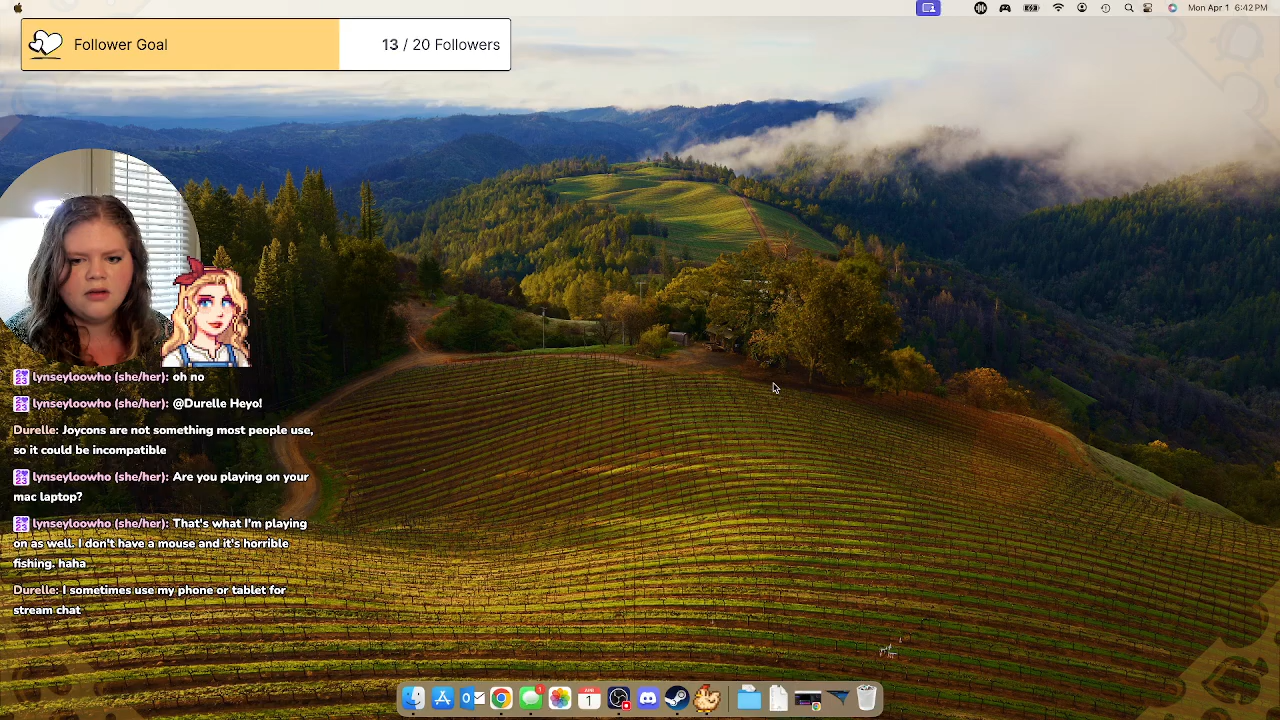 Mon Apr 1 6:42 PM
Follower Goal
13 / 20 Followers
lynseyloowho (she/her): oh no
lynseyloowho (she/her): @Durelle Heyo!
Durelle: Joycons are not something most people use,
so it could be incompatible
lynseyloowho (she/her): Are you playing on your
mac laptop?
lynseyloowho (she/her): That's what I'm playing
on as well. I don't have a mouse and it's horrible
fishing. haha
Durelle: I sometimes use my phone or tablet for
stream chat